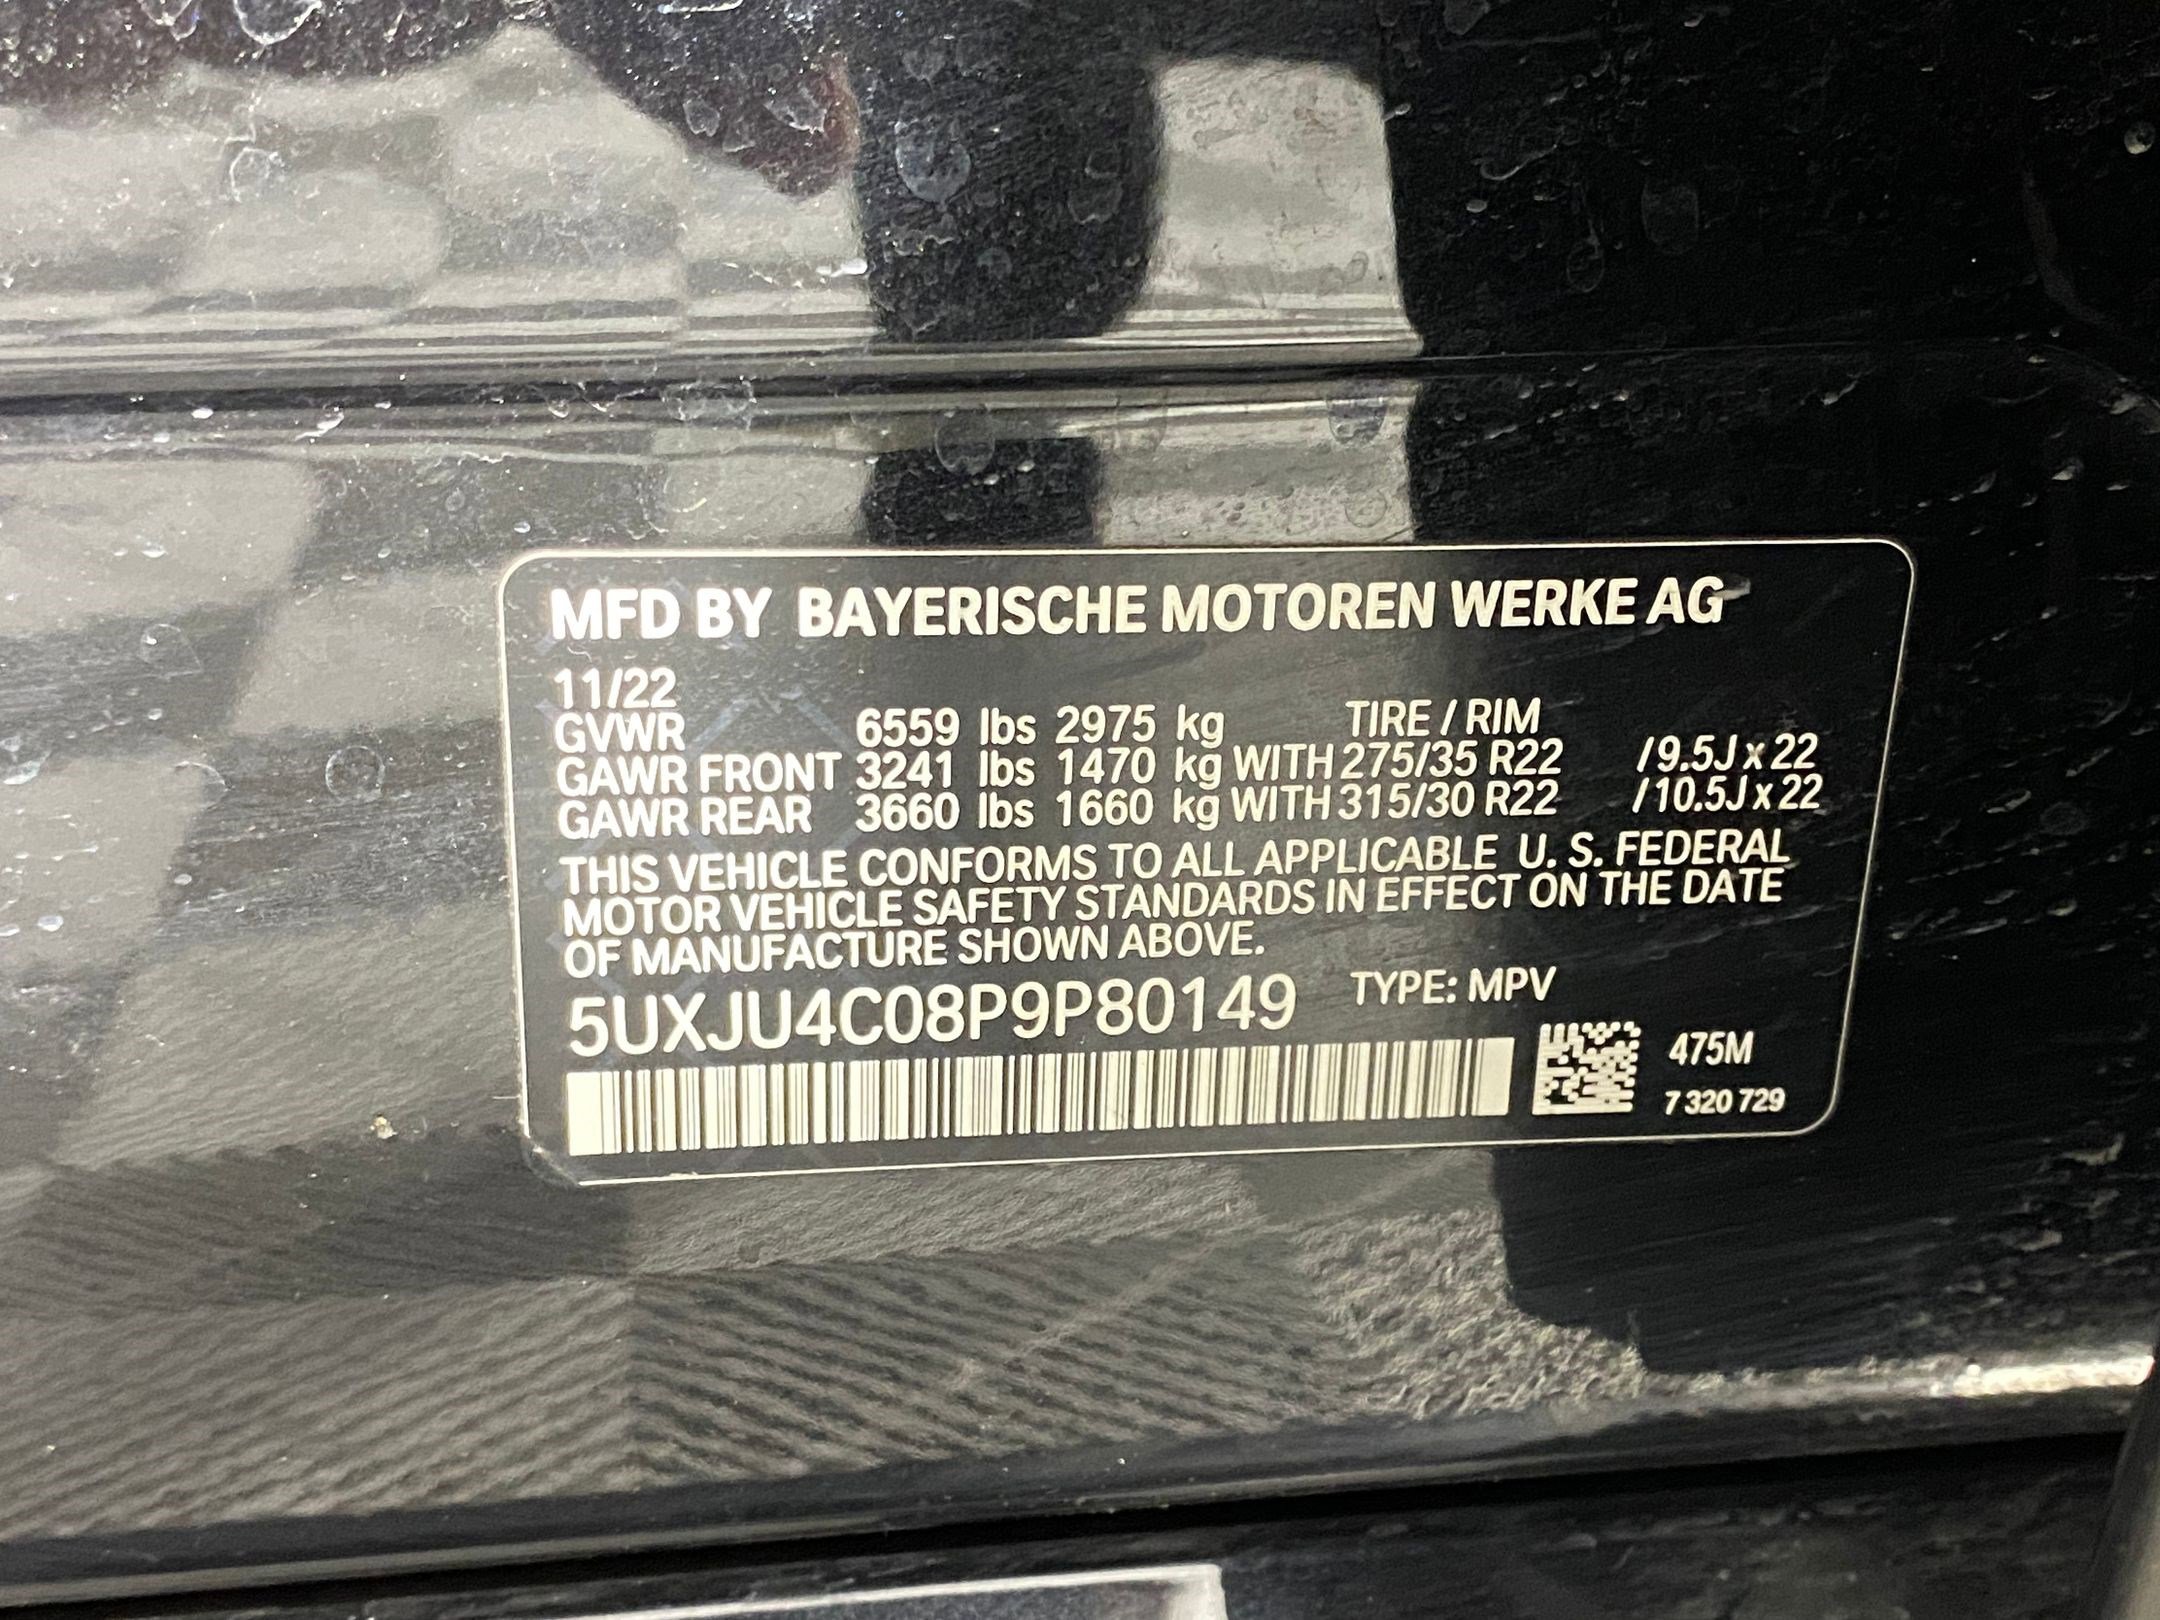 MFD BY BAYERISCHE MOTOREN WERKE AG
11/22
GVWR 6559 lbs 2975 kg TIRE / RIM
GAWR FRONT 3241 lbs 1470 kg WITH 275/35 R22 /9.5J x 22
GAWR REAR 3660 lbs 1660 kg WITH 315/30 R22 /10.5J x 22
THIS VEHICLE CONFORMS TO ALL APPLICABLE U. S. FEDERAL
MOTOR VEHICLE SAFETY STANDARDS IN EFFECT ON THE DATE
OF MANUFACTURE SHOWN ABOVE.
5UXJU4C08P9P80149 TYPE: MPV
475M
7 320 729